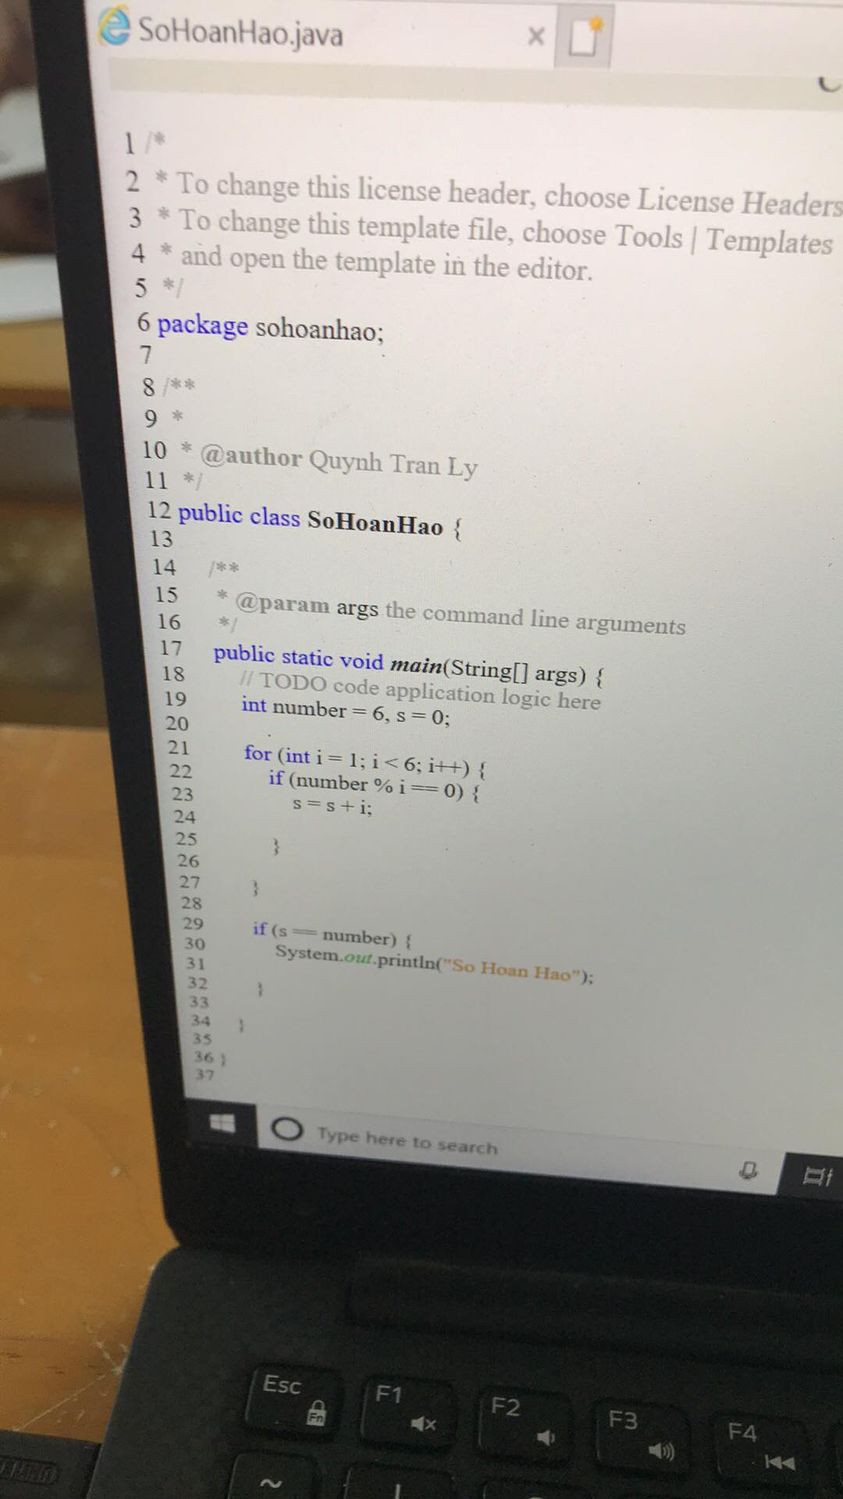 SoHoanHao.java
1 /*
2 * To change this license header, choose License Headers
3 * To change this template file, choose Tools | Templates
4 * and open the template in the editor.
5 */
6 package sohoanhao;
7
8 /**
9 *
10 * @author Quynh Tran Ly
11 */
12 public class SoHoanHao {
13
14 /**
15 * @param args the command line arguments
16 */
17 public static void main(String[] args) {
18 // TODO code application logic here
19 int number = 6, s = 0;
20
21 for (int i = 1; i < 6; i++) {
22 if (number % i == 0) {
23 s = s + i;
24
25 }
26
27 }
28
29 if (s == number) {
30 System.out.println("So Hoan Hao");
31
32 }
33
34 }
35
36 }
37
Type here to search
Esc
Fn
F1
F2
F3
F4
~